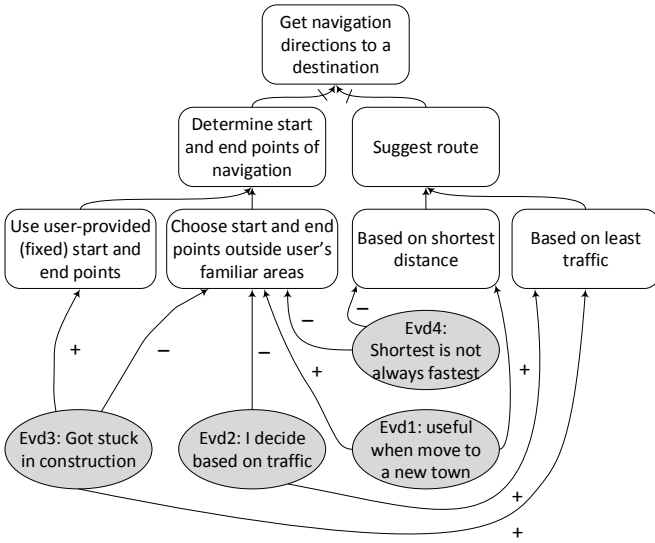 Get navigation
directions to a
destination
Determine start
and end points of
navigation
Suggest route
Use user-provided
(fixed) start and
end points
Choose start and end
points outside user's
familiar areas
Based on shortest
distance
Based on least
traffic
+
−
−
−
+
−
+
Evd4:
Shortest is not
always fastest
Evd3: Got stuck
in construction
Evd2: I decide
based on traffic
Evd1: useful
when move to
a new town
+
+